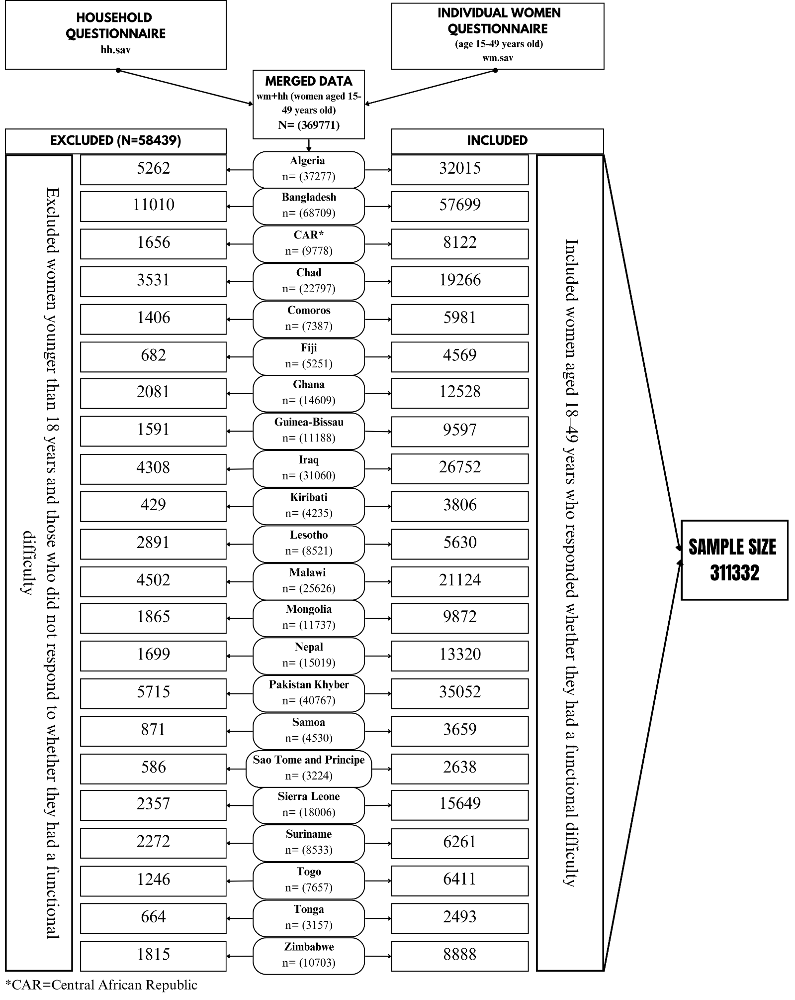 HOUSEHOLD
QUESTIONNAIRE
hh.sav
INDIVIDUAL WOMEN
QUESTIONNAIRE
(age 15-49 years old)
wm.sav
MERGED DATA
wm+hh (women aged 15-
49 years old)
N= (369771)
EXCLUDED (N=58439)
INCLUDED
Excluded women younger than 18 years and those who did not respond to whether they had a functional
difficulty
5262
Algeria
n= (37277)
32015
11010
Bangladesh
n= (68709)
57699
1656
CAR*
n= (9778)
8122
3531
Chad
n= (22797)
19266
1406
Comoros
n= (7387)
5981
682
Fiji
n= (5251)
4569
2081
Ghana
n= (14609)
12528
1591
Guinea-Bissau
n= (11188)
9597
4308
Iraq
n= (31060)
26752
429
Kiribati
n= (4235)
3806
2891
Lesotho
n= (8521)
5630
4502
Malawi
n= (25626)
21124
1865
Mongolia
n= (11737)
9872
1699
Nepal
n= (15019)
13320
5715
Pakistan Khyber
n= (40767)
35052
871
Samoa
n= (4530)
3659
586
Sao Tome and Principe
n= (3224)
2638
2357
Sierra Leone
n= (18006)
15649
2272
Suriname
n= (8533)
6261
1246
Togo
n= (7657)
6411
664
Tonga
n= (3157)
2493
1815
Zimbabwe
n= (10703)
8888
Included women aged 18–49 years who responded whether they had a functional difficulty
SAMPLE SIZE
311332
*CAR=Central African Republic